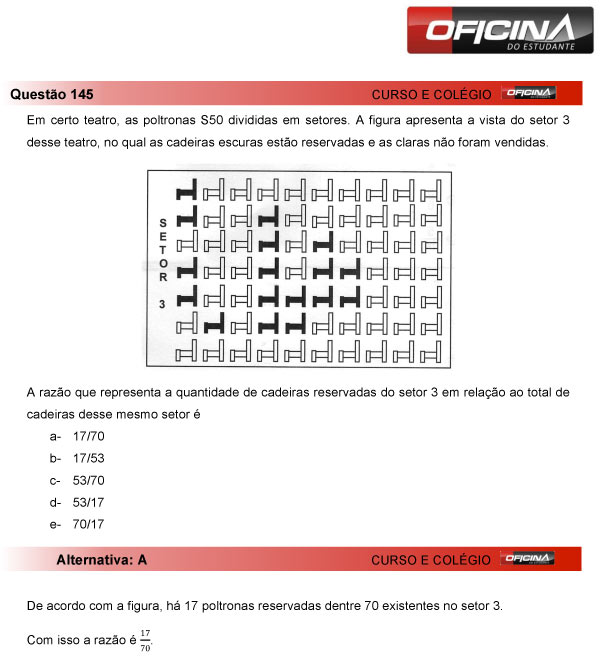 OFICINA
DO ESTUDANTE
Questão 145
CURSO E COLÉGIO OFICINA
Em certo teatro, as poltronas S50 divididas em setores. A figura apresenta a vista do setor 3
desse teatro, no qual as cadeiras escuras estão reservadas e as claras não foram vendidas.
SETOR 3
A razão que representa a quantidade de cadeiras reservadas do setor 3 em relação ao total de
cadeiras desse mesmo setor é
a- 17/70
b- 17/53
c- 53/70
d- 53/17
e- 70/17
Alternativa: A
CURSO E COLÉGIO OFICINA
De acordo com a figura, há 17 poltronas reservadas dentre 70 existentes no setor 3.
Com isso a razão é 17/70.